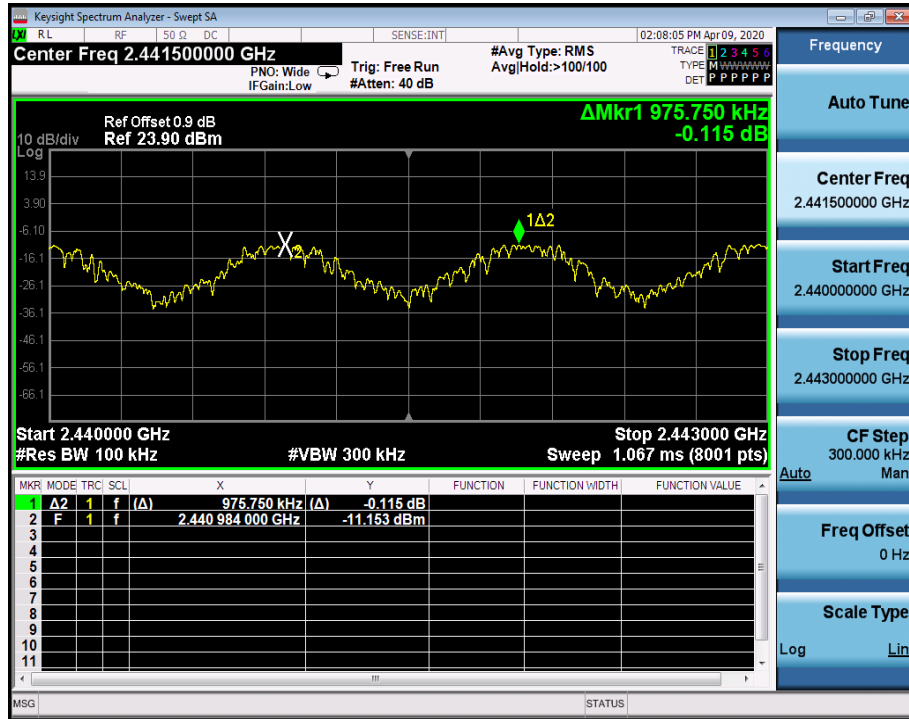 Keysight Spectrum Analyzer - Swept SA
LXI RL RF 50 Ω DC SENSE:INT 02:08:05 PM Apr 09, 2020
Center Freq 2.441500000 GHz
PNO: Wide
IFGain:Low
Trig: Free Run
#Atten: 40 dB
#Avg Type: RMS
Avg|Hold:>100/100
TRACE 1 2 3 4 5 6
TYPE M WWWWW
DET P P P P P P
ΔMkr1 975.750 kHz
-0.115 dB
Ref Offset 0.9 dB
10 dB/div Ref 23.90 dBm
Log
13.9
3.90
-6.10
-16.1
-26.1
-36.1
-46.1
-56.1
-66.1
1Δ2
X2
Start 2.440000 GHz Stop 2.443000 GHz
#Res BW 100 kHz #VBW 300 kHz Sweep 1.067 ms (8001 pts)
MKR MODE TRC SCL X Y FUNCTION FUNCTION WIDTH FUNCTION VALUE
1 Δ2 1 f (Δ) 975.750 kHz (Δ) -0.115 dB
2 F 1 f 2.440 984 000 GHz -11.153 dBm
3
4
5
6
7
8
9
10
11
MSG STATUS
Frequency
Auto Tune
Center Freq
2.441500000 GHz
Start Freq
2.440000000 GHz
Stop Freq
2.443000000 GHz
CF Step
300.000 kHz
Auto Man
Freq Offset
0 Hz
Scale Type
Log Lin